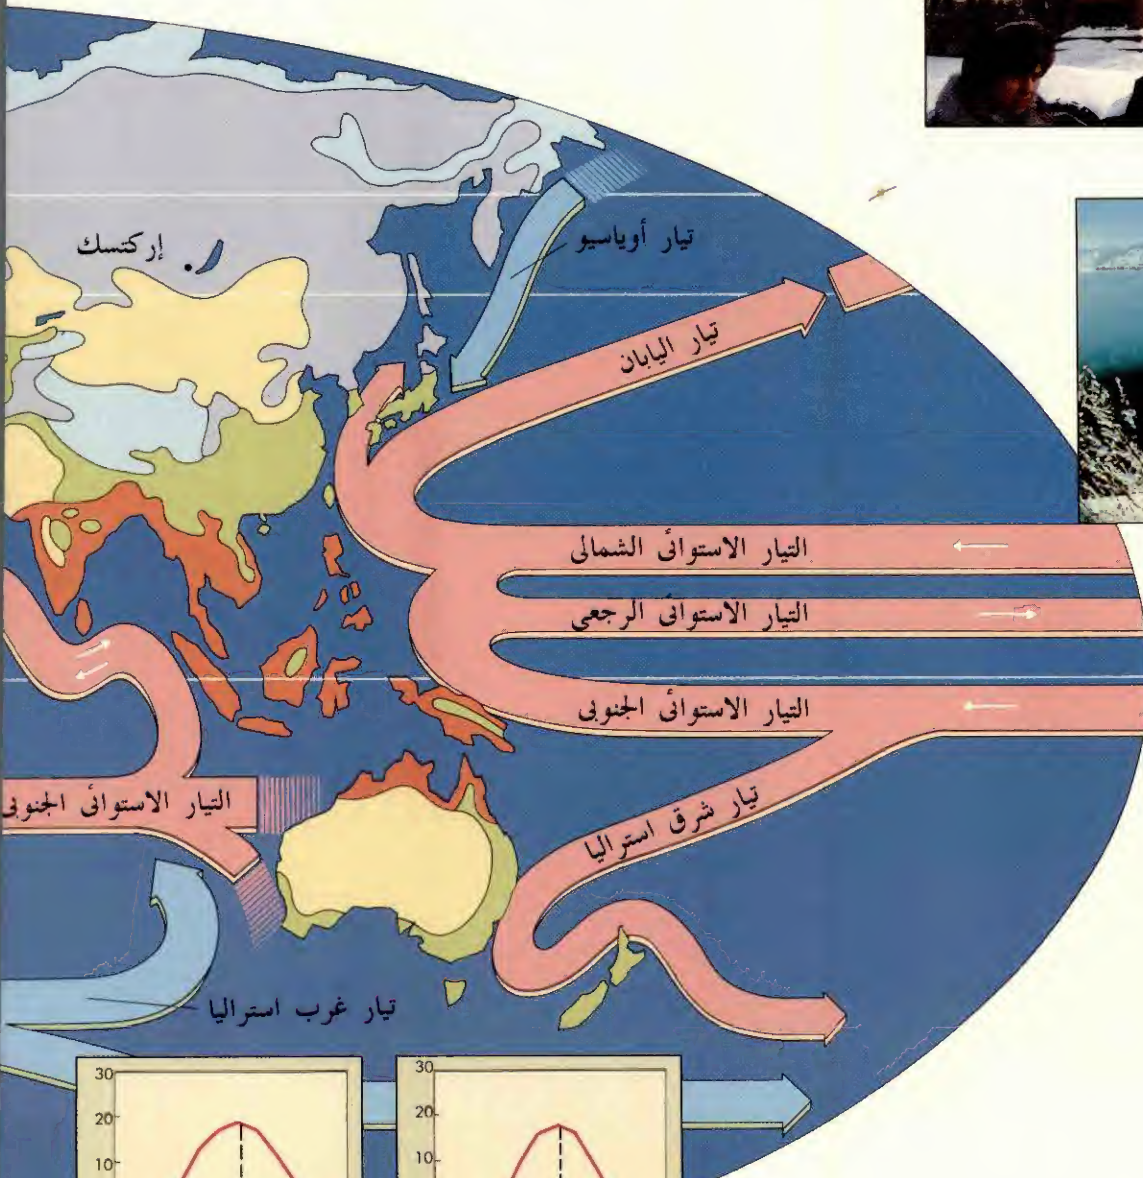 إركتسك
تيار أوياسيو
تيار اليابان
التيار الاستوائى الشمالى
التيار الاستوائى الرجعى
التيار الاستوائى الجنوبى
التيار الاستوائى الجنوبى
تيار شرق استراليا
تيار غرب استراليا
30
20
10
30
20
10